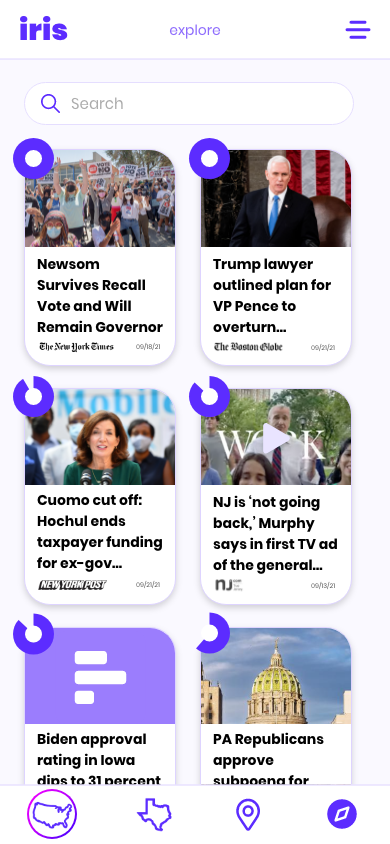 iris
explore
Search
Newsom
Survives Recall
Vote and Will
Remain Governor
The New York Times 09/18/21
Trump lawyer
outlined plan for
VP Pence to
overturn...
The Boston Globe 09/21/21
Mobile
Cuomo cut off:
Hochul ends
taxpayer funding
for ex-gov...
NEW YORK POST 09/21/21
W K
NJ is ‘not going
back,’ Murphy
says in first TV ad
of the general...
nj 09/13/21
Biden approval
rating in Iowa
dips to 31 percent
PA Republicans
approve
subpoena for